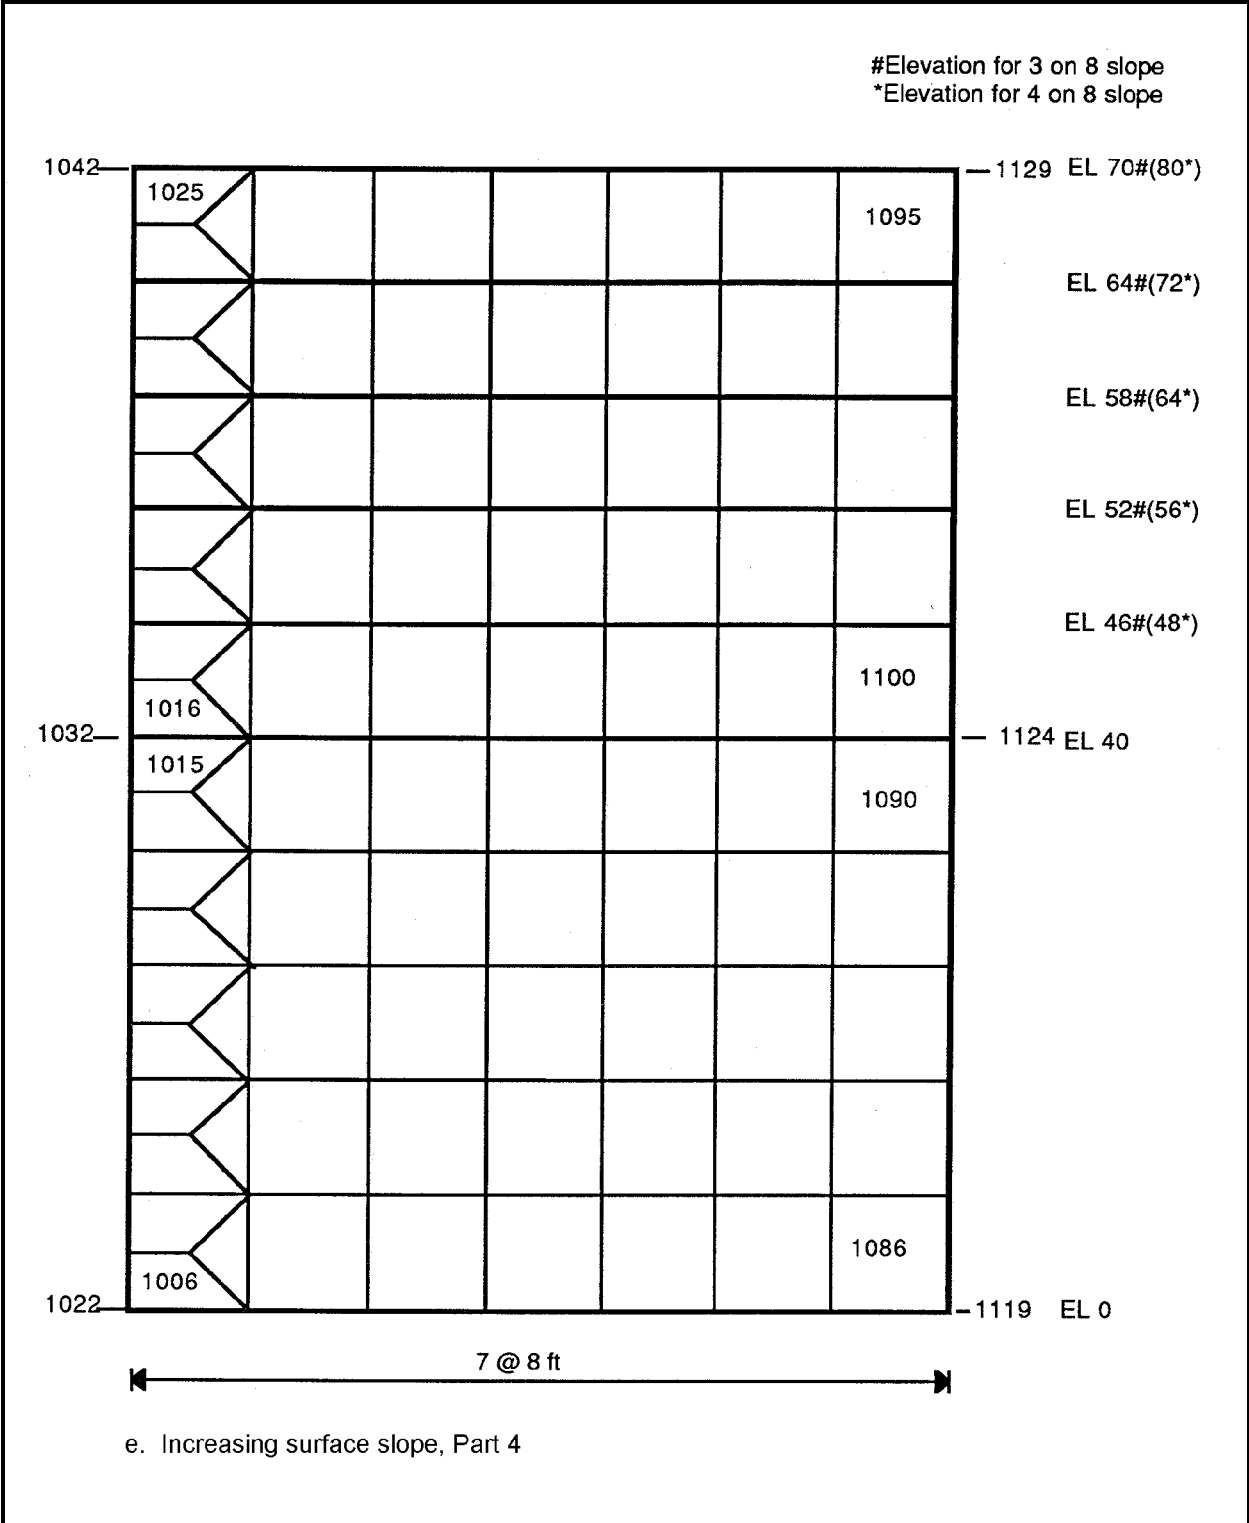 #Elevation for 3 on 8 slope
*Elevation for 4 on 8 slope
1042 1129 EL 70#(80*)
1025
1095
EL 64#(72*)
EL 58#(64*)
EL 52#(56*)
EL 46#(48*)
1100
1016
1032 1124 EL 40
1015
1090
1086
1006
1022 1119 EL 0
7 @ 8 ft
e. Increasing surface slope, Part 4